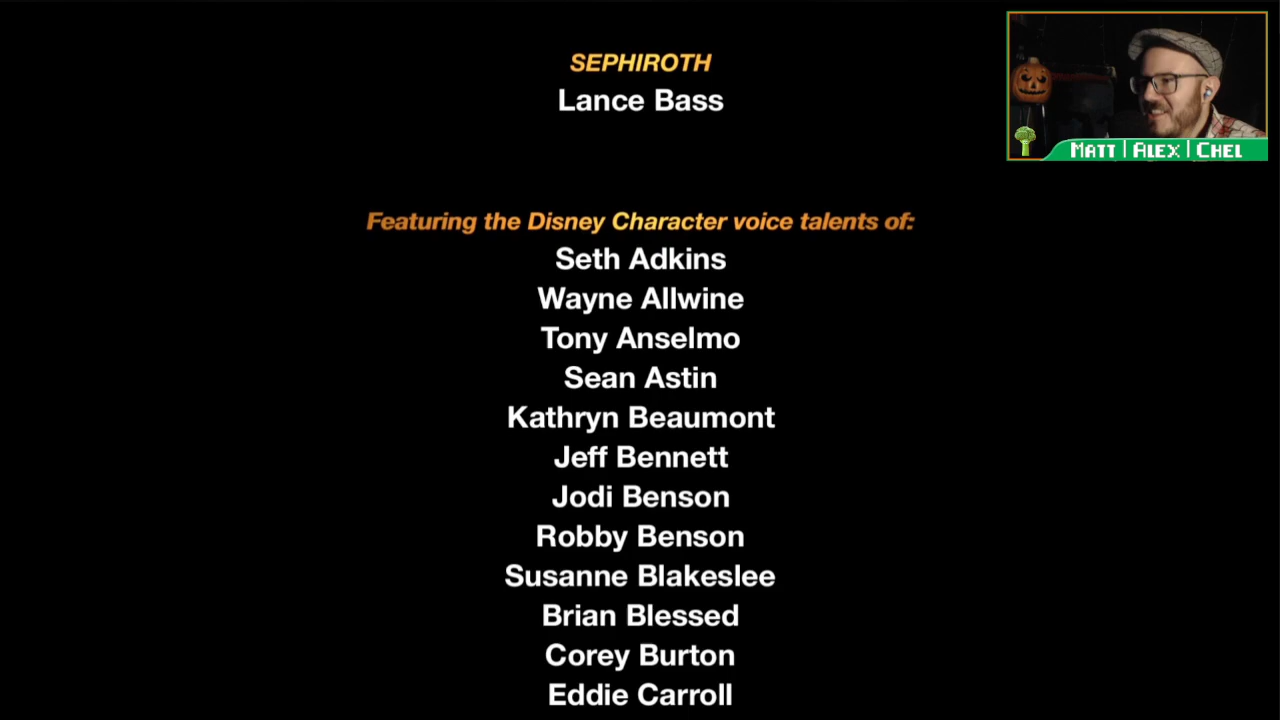 SEPHIROTH
Lance Bass
MATT | ALEX | CHEL
Featuring the Disney Character voice talents of:
Seth Adkins
Wayne Allwine
Tony Anselmo
Sean Astin
Kathryn Beaumont
Jeff Bennett
Jodi Benson
Robby Benson
Susanne Blakeslee
Brian Blessed
Corey Burton
Eddie Carroll